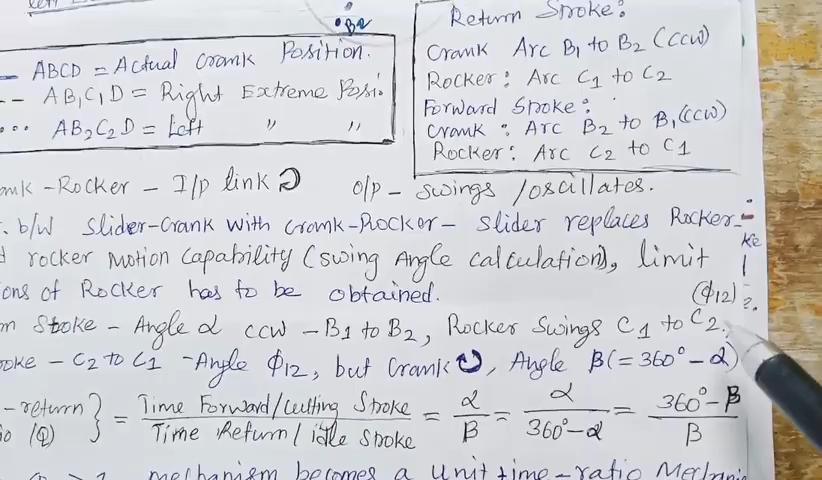 Return Stroke:
Crank Arc B1 to B2 (ccw)
Rocker: Arc C1 to C2
Forward Stroke:
Crank: Arc B2 to B1 (ccw)
Rocker: Arc C2 to C1
ABCD = Actual Crank Position.
AB1C1D = Right Extreme Posi.
AB2C2D = Left " "
-Rocker - I/p link o/p - swings/oscillates.
b/w Slider-Crank with Crank-Rocker - slider replaces Rocker-
rocker Motion Capability (Swing Angle calculation), limit
ons of Rocker has to be obtained.
(ϕ12)
Stoke - Angle α ccw - B1 to B2, Rocker Swings C1 to C2.
oke - C2 to C1 - Angle ϕ12, but Crank ↻, Angle β(= 360° - α)
-return } = Time Forward/Cutting Stroke / Time Return/idle Stroke = α/β = α/(360° - α) = (360° - β)/β
(Q)
mechanism becomes a Unit time-ratio Mechani